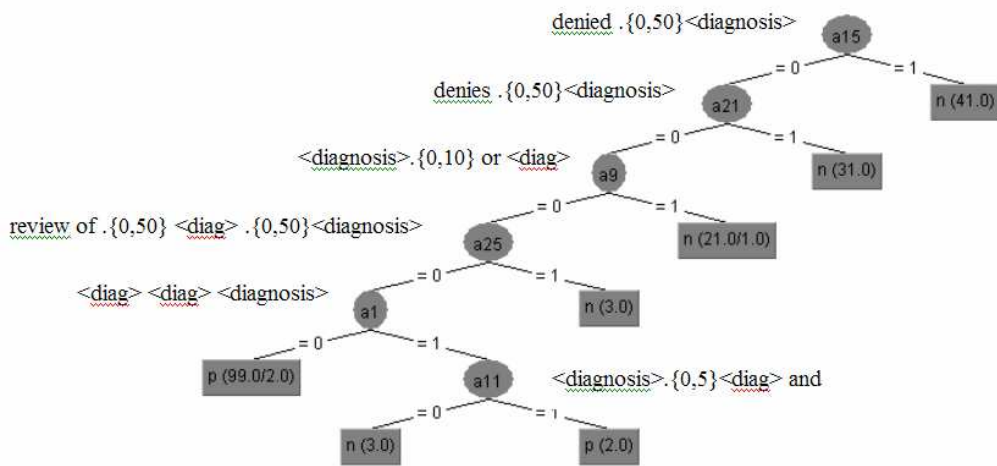 denied .{0,50}<diagnosis>
a15
= 0
= 1
denies .{0,50}<diagnosis>
a21
n (41.0)
= 0
= 1
<diagnosis>.{0,10} or <diag>
a9
n (31.0)
= 0
= 1
review of .{0,50} <diag> .{0,50}<diagnosis>
a25
n (21.0/1.0)
= 0
= 1
<diag> <diag> <diagnosis>
a1
n (3.0)
= 0
= 1
p (99.0/2.0)
a11
<diagnosis>.{0,5}<diag> and
= 0
= 1
n (3.0)
p (2.0)